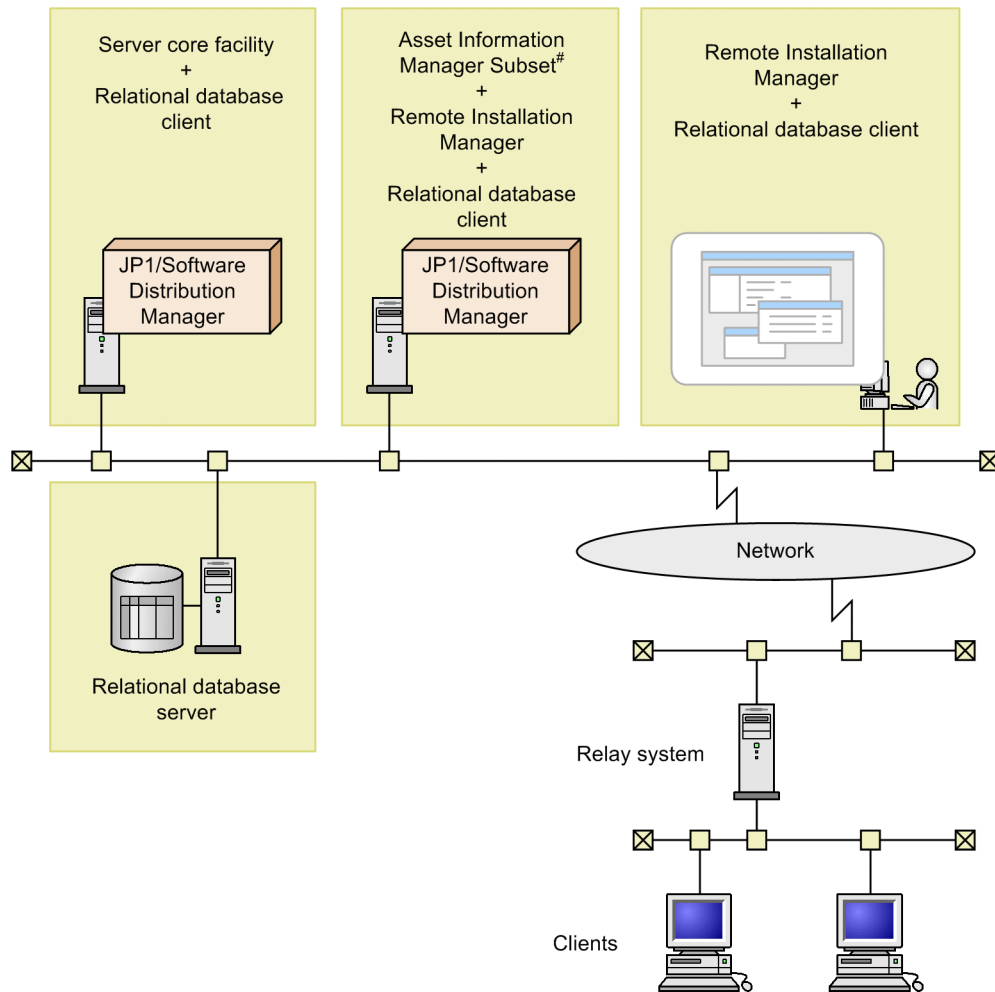 Server core facility
+
Relational database
client
Asset Information
Manager Subset#
+
Remote Installation
Manager
+
Relational database
client
Remote Installation
Manager
+
Relational database client
JP1/Software
Distribution
Manager
JP1/Software
Distribution
Manager
Network
Relational database
server
Relay system
Clients